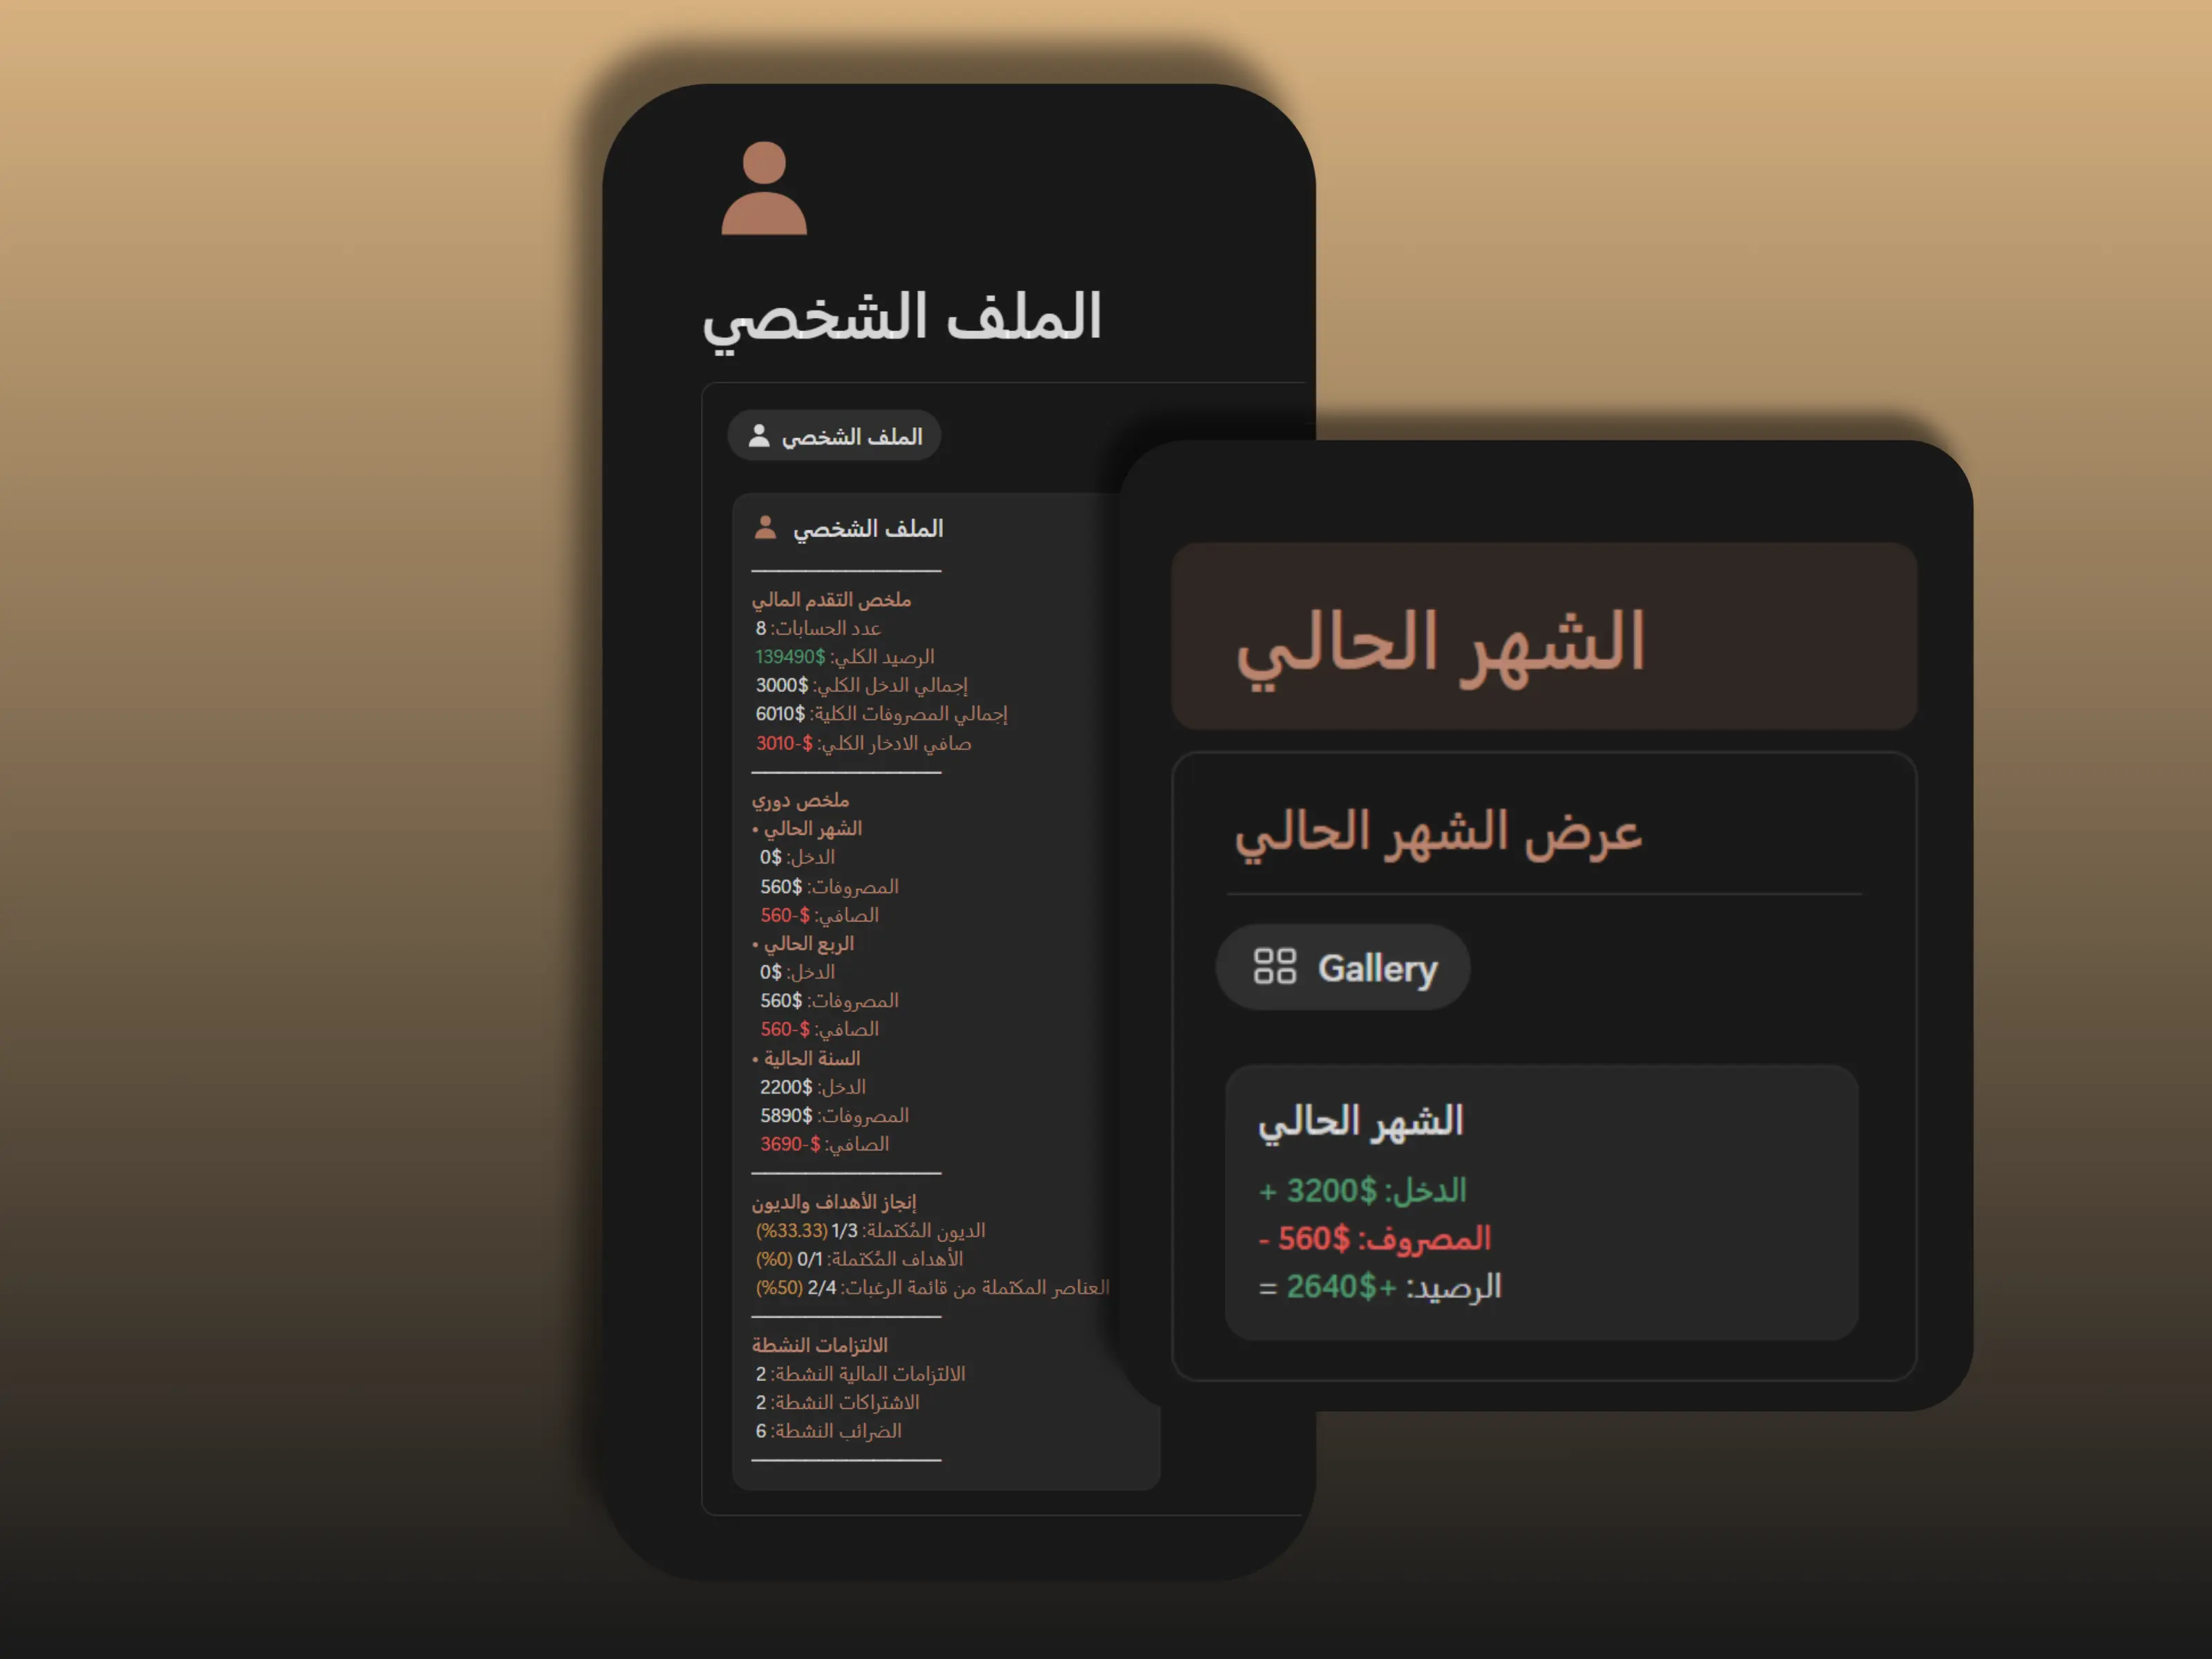 الملف الشخصي
الملف الشخصي
الملف الشخصي
ملخص التقدم المالي
عدد الحسابات: 8
الرصيد الكلي: $139490
إجمالي الدخل الكلي: $3000
إجمالي المصروفات الكلية: $6010
صافي الادخار الكلي: $-3010
ملخص دوري
الشهر الحالي •
الدخل: $0
المصروفات: $560
الصافي: $-560
الربع الحالي •
الدخل: $0
المصروفات: $560
الصافي: $-560
السنة الحالية •
الدخل: $2200
المصروفات: $5890
الصافي: $-3690
إنجاز الأهداف والديون
الديون المُكتملة: 1/3 (%33.33)
الأهداف المُكتملة: 0/1 (%0)
العناصر المكتملة من قائمة الرغبات: 2/4 (%50)
الالتزامات النشطة
الالتزامات المالية النشطة: 2
الاشتراكات النشطة: 2
الضرائب النشطة: 6
الشهر الحالي
عرض الشهر الحالي
Gallery
الشهر الحالي
الدخل: $3200 +
المصروف: $560 -
الرصيد: +$2640 =